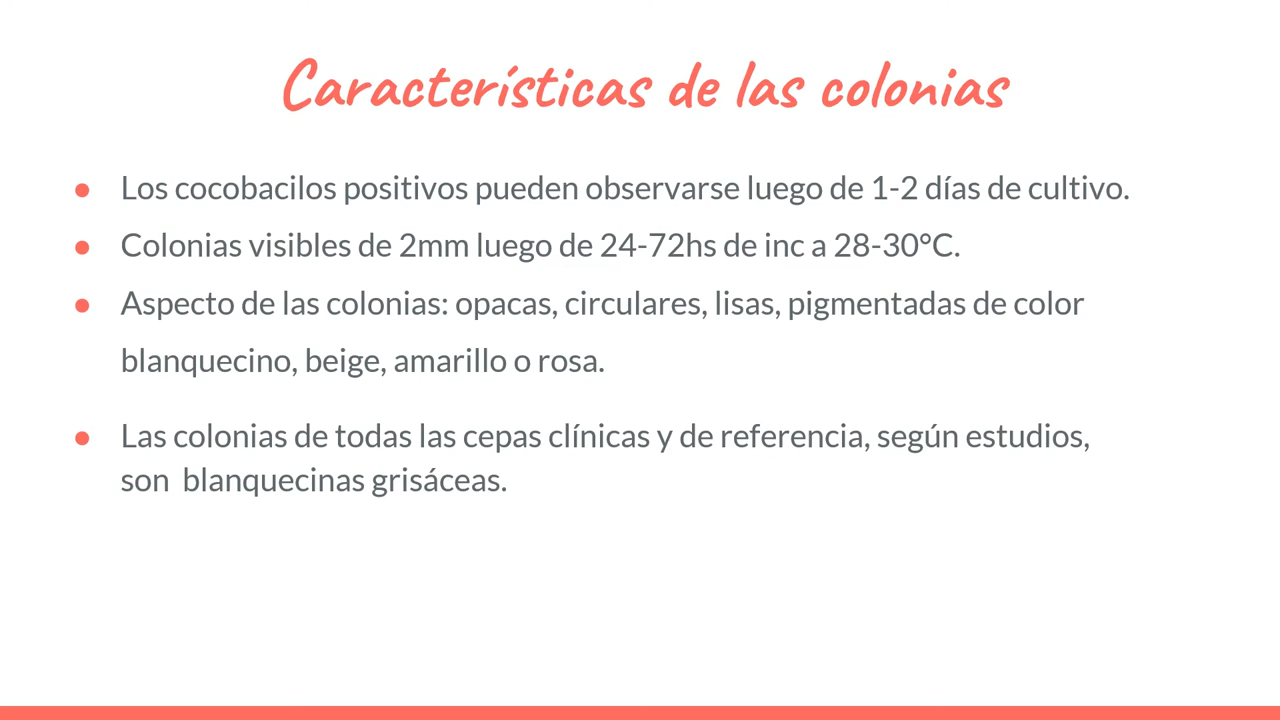 Características de las colonias
● Los cocobacilos positivos pueden observarse luego de 1-2 días de cultivo.
● Colonias visibles de 2mm luego de 24-72hs de inc a 28-30°C.
● Aspecto de las colonias: opacas, circulares, lisas, pigmentadas de color
blanquecino, beige, amarillo o rosa.
● Las colonias de todas las cepas clínicas y de referencia, según estudios,
son  blanquecinas grisáceas.